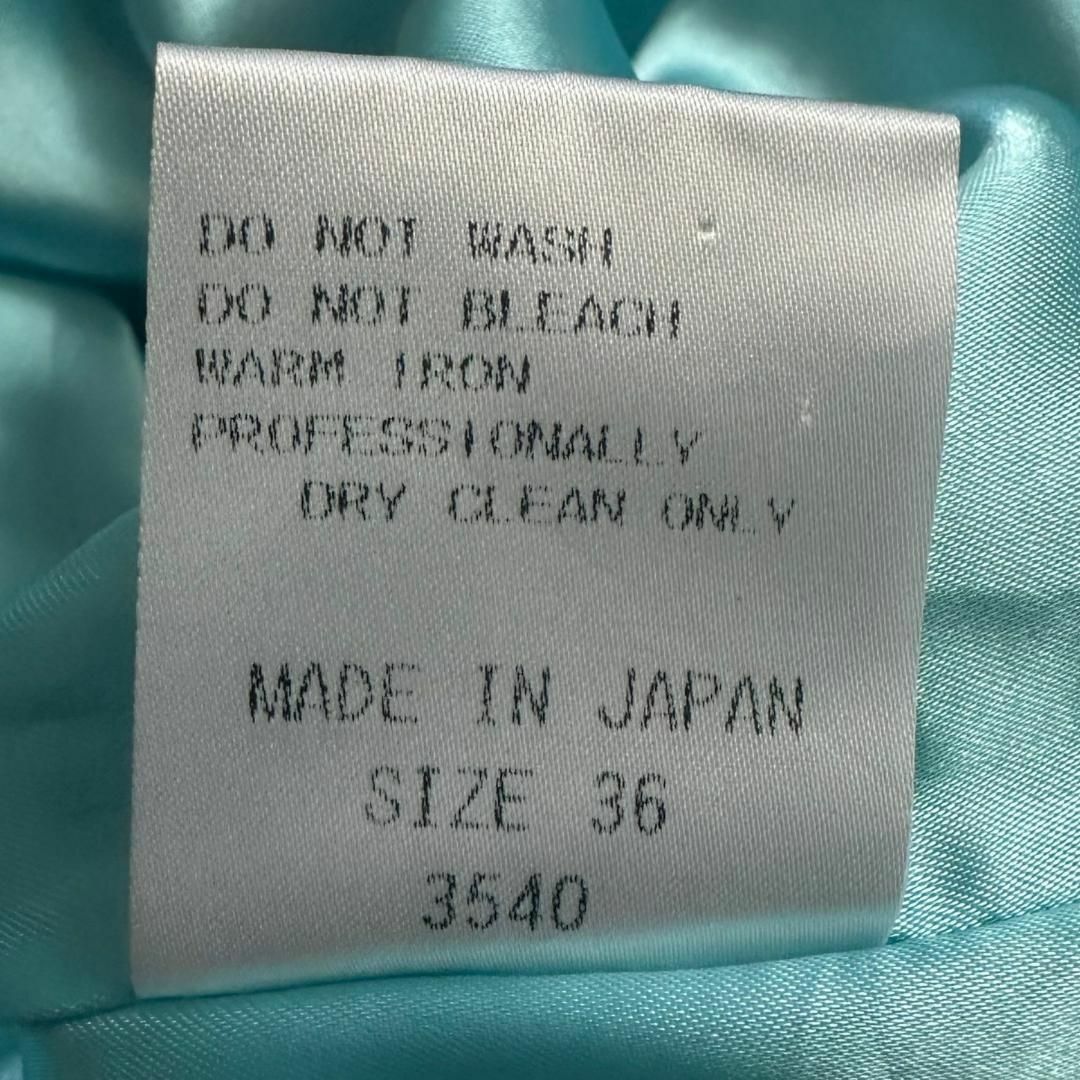 DO NOT WASH
DO NOT BLEACH
WARM IRON
PROFESSIONALLY
DRY CLEAN ONLY
MADE IN JAPAN
SIZE 36
3540